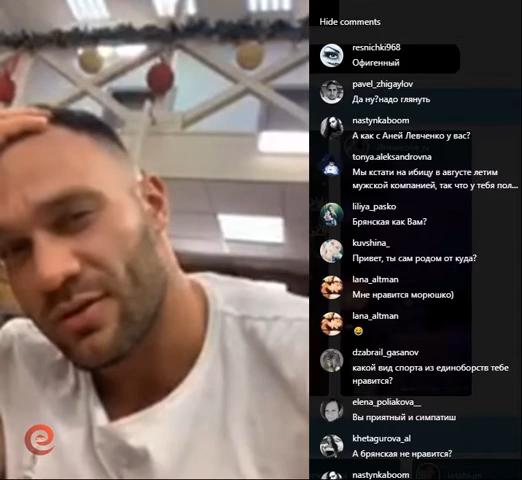 Hide comments
resnichki968
Офигенный
pavel_zhigaylov
Да ну?надо глянуть
nastynkaboom
А как с Аней Левченко у вас?
tonya.aleksandrovna
Мы кстати на ибицу в августе летим
мужской компанией, так что у тебя пол...
liliya_pasko
Брянская как Вам?
kuvshina_
Привет, ты сам родом от куда?
lana_altman
Мне нравится морюшко)
lana_altman
😄
dzabrail_gasanov
какой вид спорта из единоборств тебе
нравится?
elena_poliakova__
Вы приятный и симпатиш
khetagurova_al
А брянская не нравится?
nastynkaboom